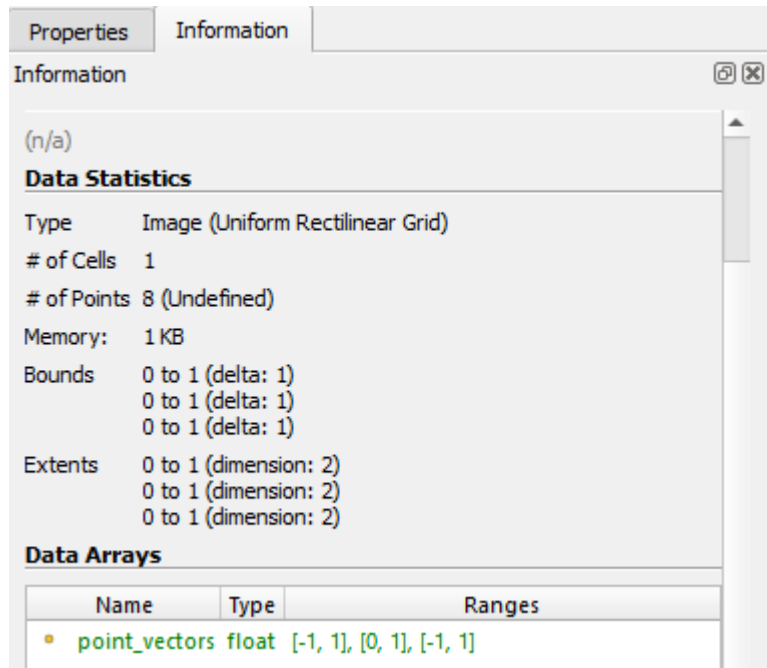 Properties Information
Information
(n/a)
Data Statistics
Type Image (Uniform Rectilinear Grid)
# of Cells 1
# of Points 8 (Undefined)
Memory: 1 KB
Bounds 0 to 1 (delta: 1)
0 to 1 (delta: 1)
0 to 1 (delta: 1)
Extents 0 to 1 (dimension: 2)
0 to 1 (dimension: 2)
0 to 1 (dimension: 2)
Data Arrays
Name Type Ranges
point_vectors float [-1, 1], [0, 1], [-1, 1]